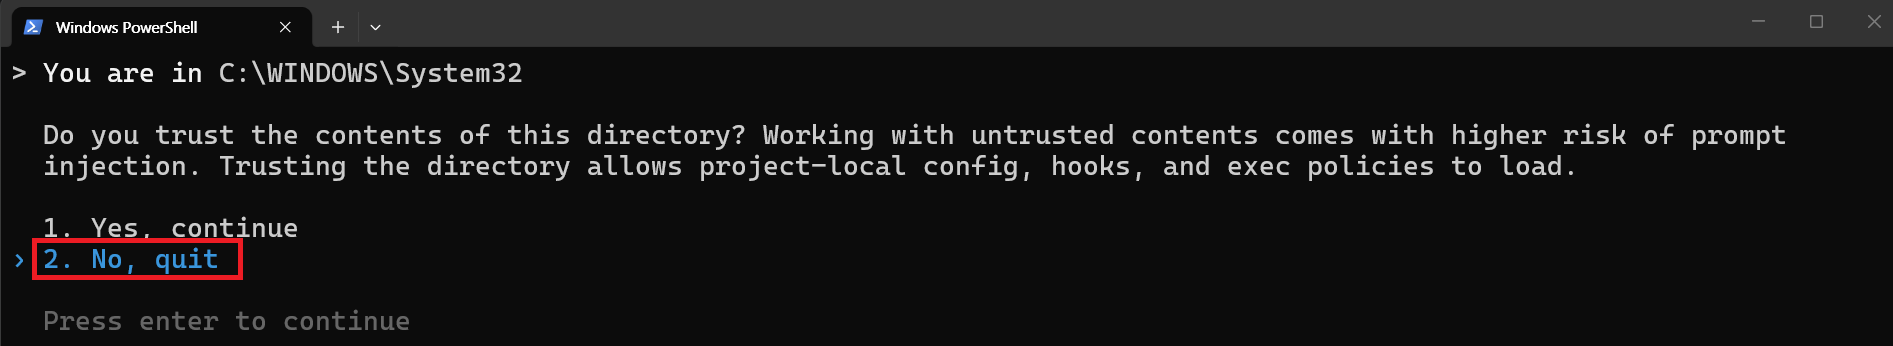 Windows PowerShell
> You are in C:\WINDOWS\System32
Do you trust the contents of this directory? Working with untrusted contents comes with higher risk of prompt
injection. Trusting the directory allows project-local config, hooks, and exec policies to load.
1. Yes, continue
› 2. No, quit
Press enter to continue